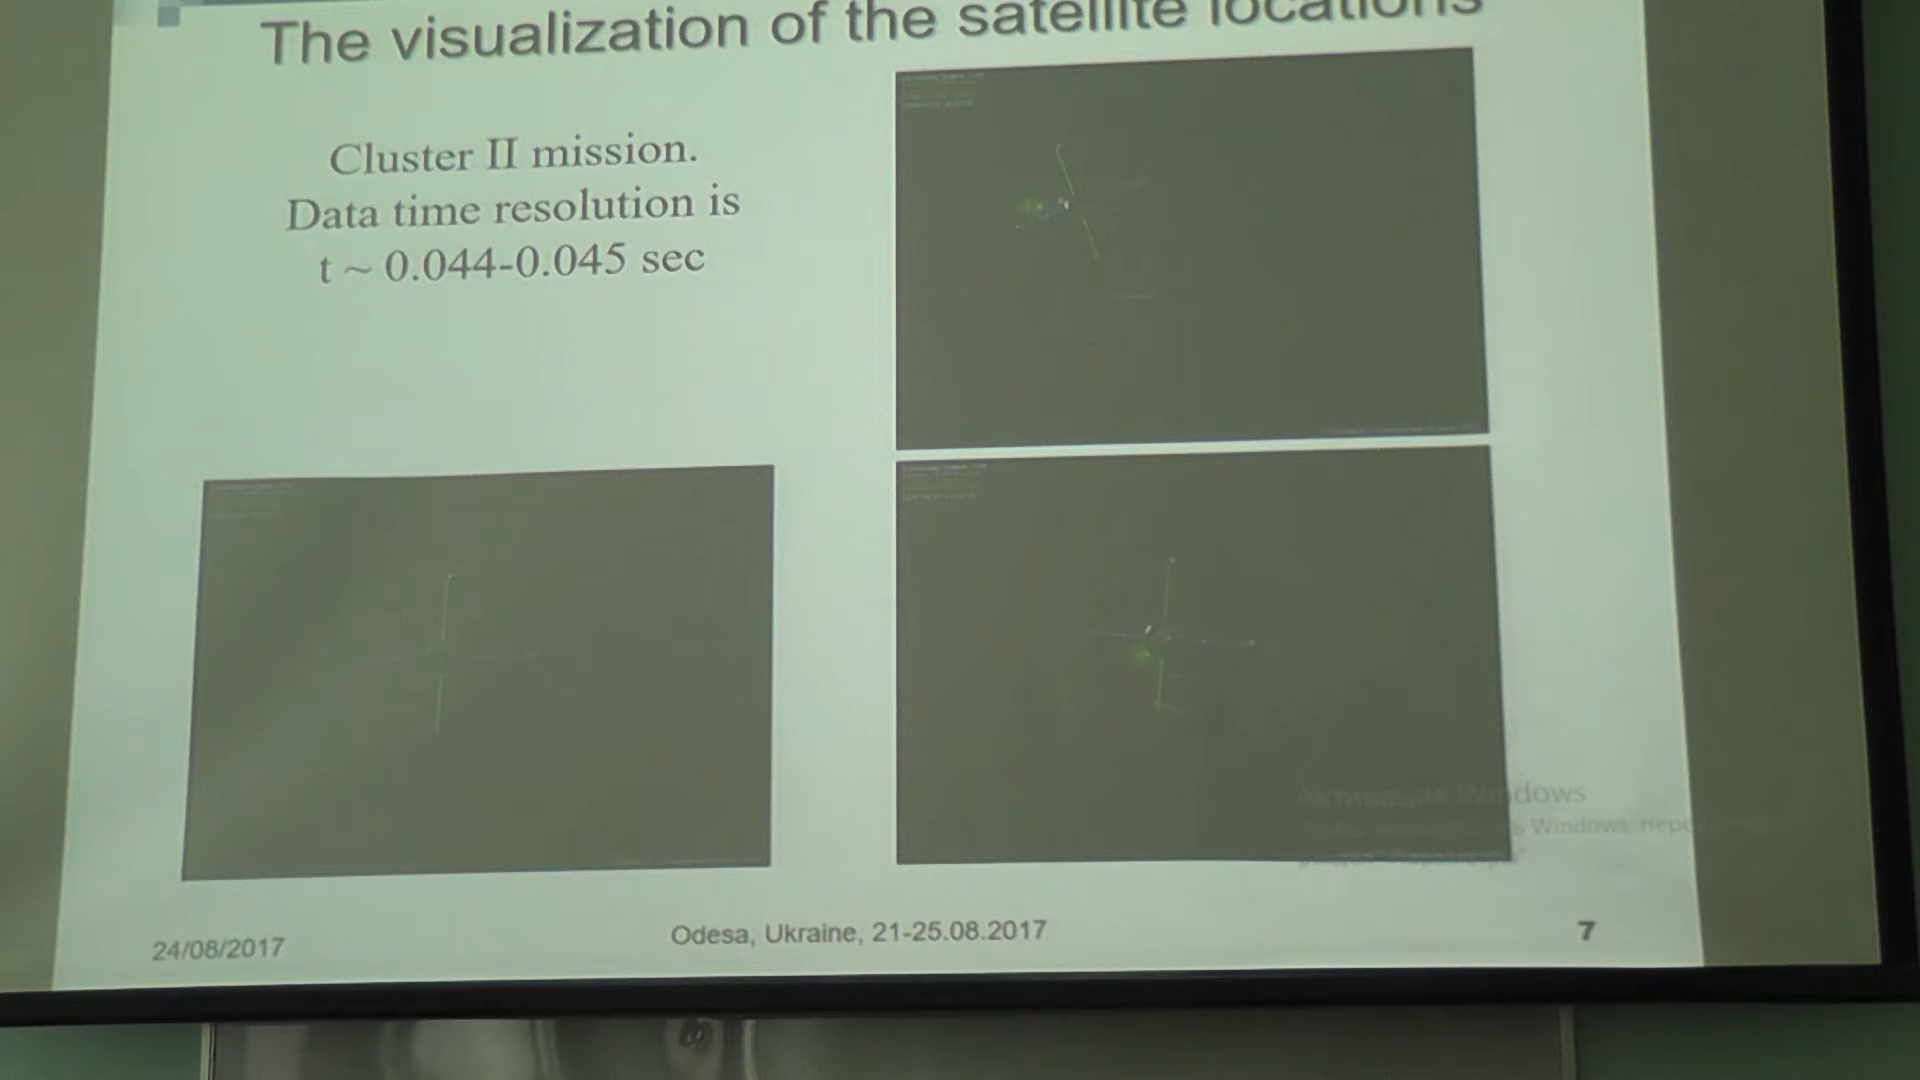 The visualization of the satellite locations
Cluster II mission.
Data time resolution is
t ~ 0.044-0.045 sec
Активация Windows
Windows
24/08/2017
Odesa, Ukraine, 21-25.08.2017
7